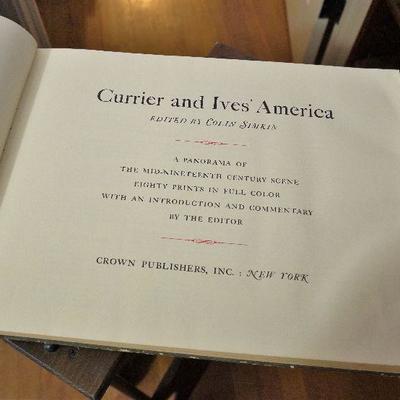 Currier and Ives' America
EDITED BY COLIN SIMKIN
A PANORAMA OF
THE MID-NINETEENTH CENTURY SCENE
EIGHTY PRINTS IN FULL COLOR
WITH AN INTRODUCTION AND COMMENTARY
BY THE EDITOR
CROWN PUBLISHERS, INC. : NEW YORK